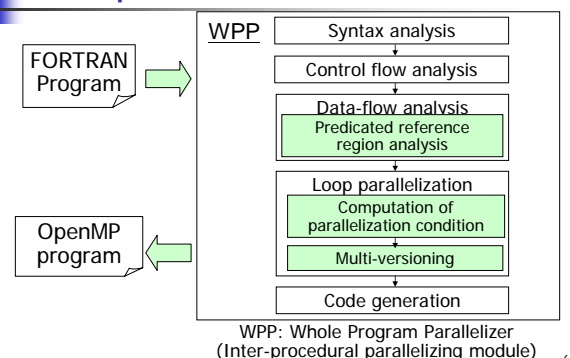 WPP
Syntax analysis
FORTRAN
Program
Control flow analysis
Data-flow analysis
Predicated reference
region analysis
Loop parallelization
Computation of
parallelization condition
OpenMP
program
Multi-versioning
Code generation
WPP: Whole Program Parallelizer
(Inter-procedural parallelizing module)